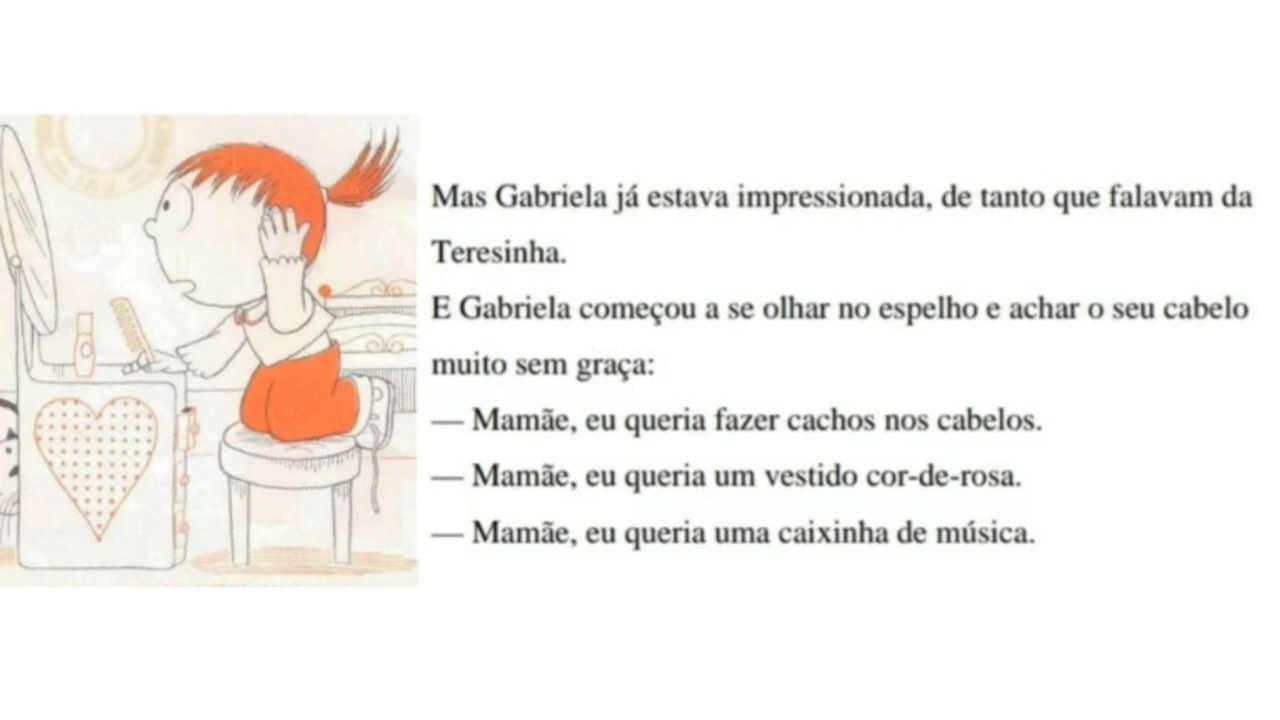 Mas Gabriela já estava impressionada, de tanto que falavam da
Teresinha.
E Gabriela começou a se olhar no espelho e achar o seu cabelo
muito sem graça:
— Mamãe, eu queria fazer cachos nos cabelos.
— Mamãe, eu queria um vestido cor-de-rosa.
— Mamãe, eu queria uma caixinha de música.